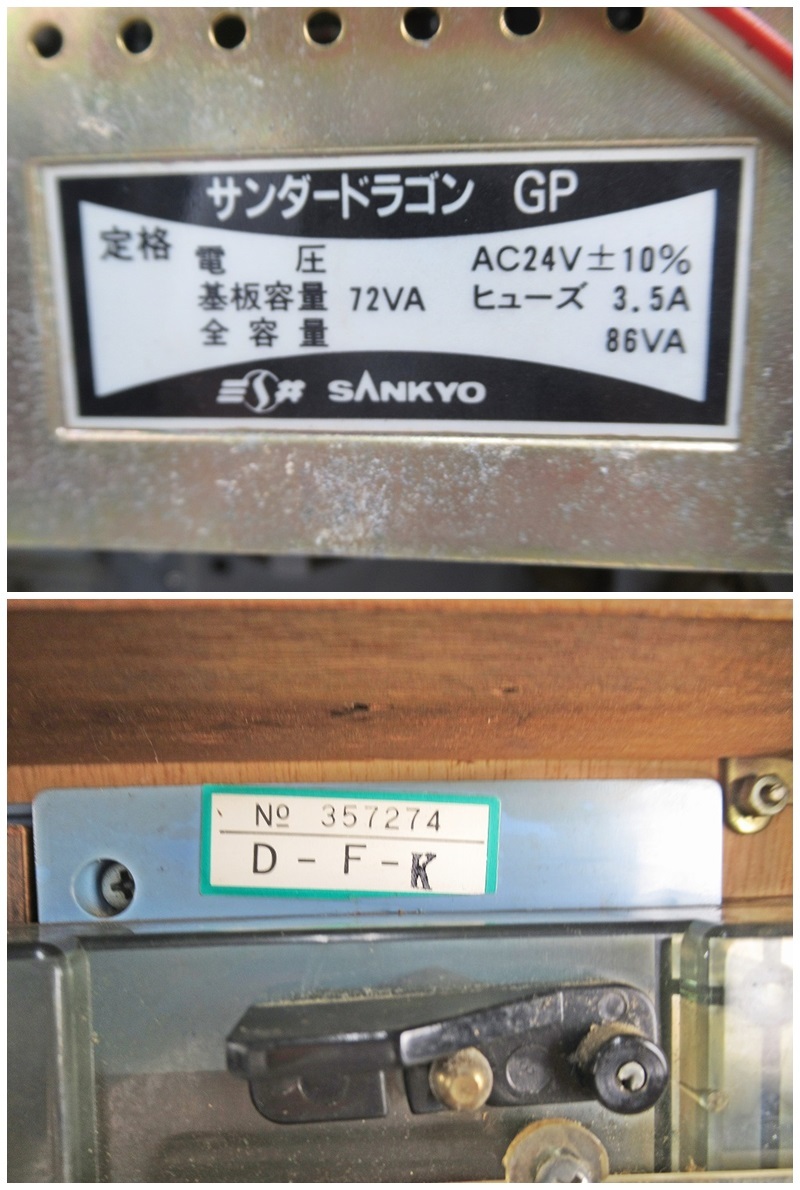 サンダードラゴン GP
定格
電圧 AC24V±10%
基板容量 72VA ヒューズ 3.5A
全容量 86VA
SANKYO
Nº 357274
D-F-K